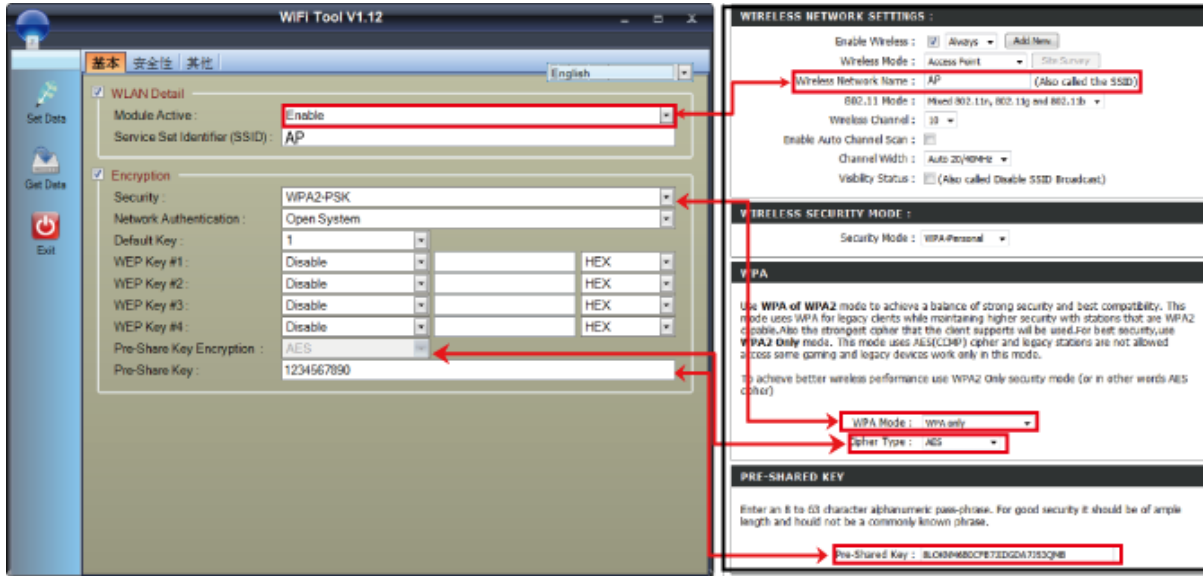 WiFi Tool V1.12
基本 安全性 其他
English
Set Data
Get Data
Exit
WLAN Detail
Module Active : Enable
Service Set Identifier (SSID) : AP
Encryption
Security : WPA2-PSK
Network Authentication : Open System
Default Key : 1
WEP Key #1 : Disable HEX
WEP Key #2 : Disable HEX
WEP Key #3 : Disable HEX
WEP Key #4 : Disable HEX
Pre-Share Key Encryption : AES
Pre-Share Key : 1234567890
WIRELESS NETWORK SETTINGS :
Enable Wireless : Always Add New
Wireless Mode : Access Point Site Survey
Wireless Network Name : AP (Also called the SSID)
802.11 Mode : Mixed 802.11n, 802.11g and 802.11b
Wireless Channel : 10
Enable Auto Channel Scan :
Channel Width : Auto 20/40MHz
Visibility Status : (Also called Disable SSID Broadcast)
WIRELESS SECURITY MODE :
Security Mode : WPA-Personal
WPA
Use WPA of WPA2 mode to achieve a balance of strong security and best compatibility. This
mode uses WPA for legacy clients while maintaining higher security with stations that are WPA2
capable.Also the strongest cipher that the client supports will be used.For best security,use
WPA2 Only mode. This mode uses AES(CCMP) cipher and legacy stations are not allowed
access some gaming and legacy devices work only in this mode.
To achieve better wireless performance use WPA2 Only security mode (or in other words AES
cipher)
WPA Mode : WPA only
Cipher Type : AES
PRE-SHARED KEY
Enter an 8 to 63 character alphanumeric pass-phrase. For good security it should be of ample
length and hould not be a commonly known phrase.
Pre-Shared Key :